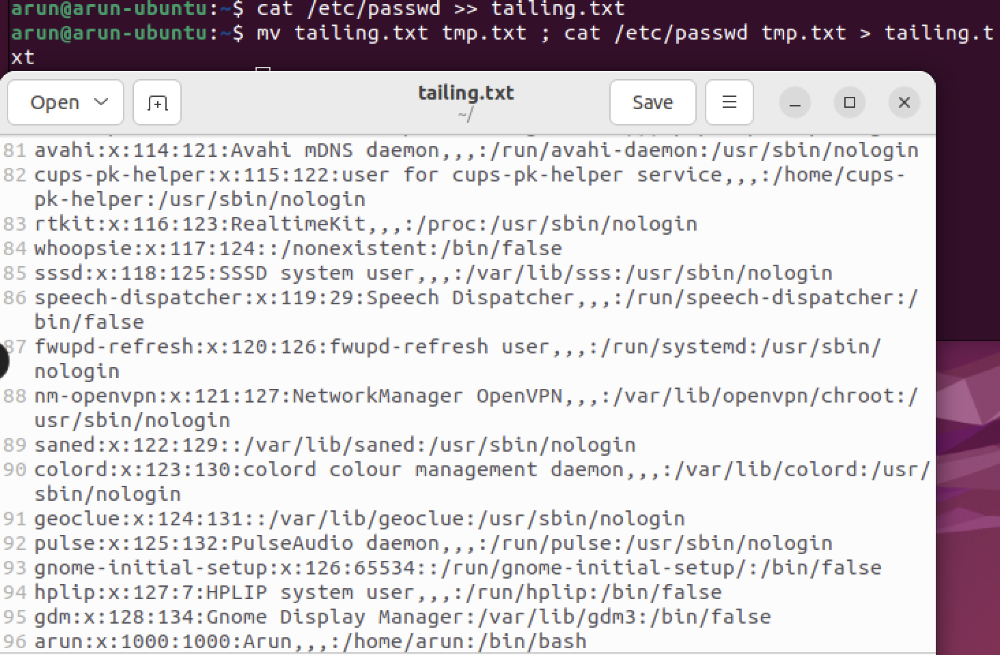 arun@arun-ubuntu:~$ cat /etc/passwd >> tailing.txt
arun@arun-ubuntu:~$ mv tailing.txt tmp.txt ; cat /etc/passwd tmp.txt > tailing.t
xt
Open
tailing.txt
~/
Save
81 avahi:x:114:121:Avahi mDNS daemon,,,:/run/avahi-daemon:/usr/sbin/nologin
82 cups-pk-helper:x:115:122:user for cups-pk-helper service,,,:/home/cups-
pk-helper:/usr/sbin/nologin
83 rtkit:x:116:123:RealtimeKit,,,:/proc:/usr/sbin/nologin
84 whoopsie:x:117:124::/nonexistent:/bin/false
85 sssd:x:118:125:SSSD system user,,,:/var/lib/sss:/usr/sbin/nologin
86 speech-dispatcher:x:119:29:Speech Dispatcher,,,:/run/speech-dispatcher:/
bin/false
87 fwupd-refresh:x:120:126:fwupd-refresh user,,,:/run/systemd:/usr/sbin/
nologin
88 nm-openvpn:x:121:127:NetworkManager OpenVPN,,,:/var/lib/openvpn/chroot:/
usr/sbin/nologin
89 saned:x:122:129::/var/lib/saned:/usr/sbin/nologin
90 colord:x:123:130:colord colour management daemon,,,:/var/lib/colord:/usr/
sbin/nologin
91 geoclue:x:124:131::/var/lib/geoclue:/usr/sbin/nologin
92 pulse:x:125:132:PulseAudio daemon,,,:/run/pulse:/usr/sbin/nologin
93 gnome-initial-setup:x:126:65534::/run/gnome-initial-setup/:/bin/false
94 hplip:x:127:7:HPLIP system user,,,:/run/hplip:/bin/false
95 gdm:x:128:134:Gnome Display Manager:/var/lib/gdm3:/bin/false
96 arun:x:1000:1000:Arun,,,:/home/arun:/bin/bash